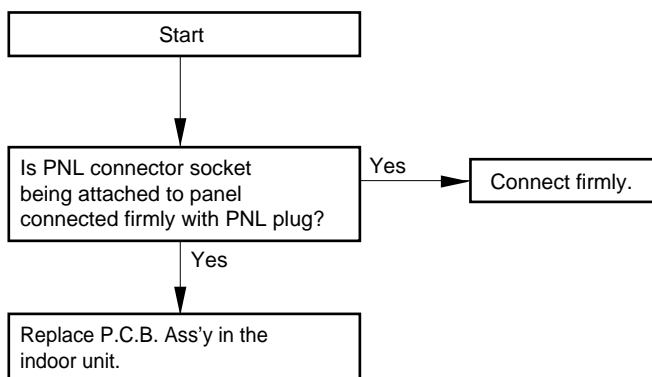 Start
Is PNL connector socket
being attached to panel
connected firmly with PNL plug?
Yes
Connect firmly.
Yes
Replace P.C.B. Ass'y in the
indoor unit.